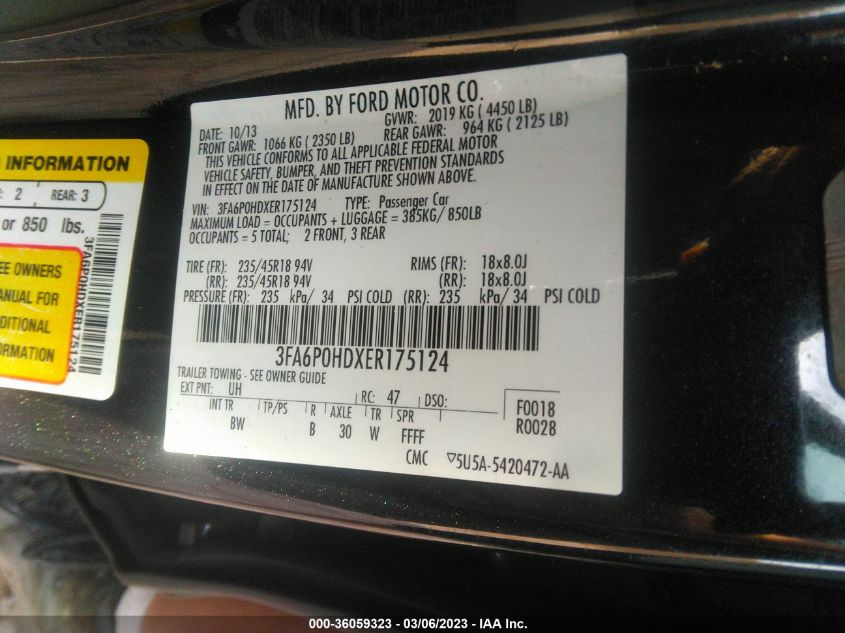 MFD. BY FORD MOTOR CO.
DATE: 10/13 GVWR: 2019 KG ( 4450 LB)
FRONT GAWR: 1066 KG ( 2350 LB) REAR GAWR: 964 KG ( 2125 LB)
THIS VEHICLE CONFORMS TO ALL APPLICABLE FEDERAL MOTOR
VEHICLE SAFETY, BUMPER, AND THEFT PREVENTION STANDARDS
IN EFFECT ON THE DATE OF MANUFACTURE SHOWN ABOVE.
VIN: 3FA6P0HDXER175124 TYPE: Passenger Car
MAXIMUM LOAD = OCCUPANTS + LUGGAGE = 385KG/ 850LB
OCCUPANTS = 5 TOTAL; 2 FRONT, 3 REAR
TIRE (FR): 235/45R18 94V RIMS (FR): 18x8.0J
(RR): 235/45R18 94V (RR): 18x8.0J
PRESSURE (FR): 235 kPa/ 34 PSI COLD (RR): 235 kPa/ 34 PSI COLD
3FA6P0HDXER175124
TRAILER TOWING - SEE OWNER GUIDE
EXT PNT: UH RC: 47 DSO:
INT TR TP/PS R AXLE TR SPR F0018
BW B 30 W FFFF R0028
CMC ▽5U5A-5420472-AA
INFORMATION
2 REAR: 3
or 850 lbs.
OWNERS
FOR
INFORMATION
3FA6P0HDXER175124
000-36059323 - 03/06/2023 - IAA Inc.